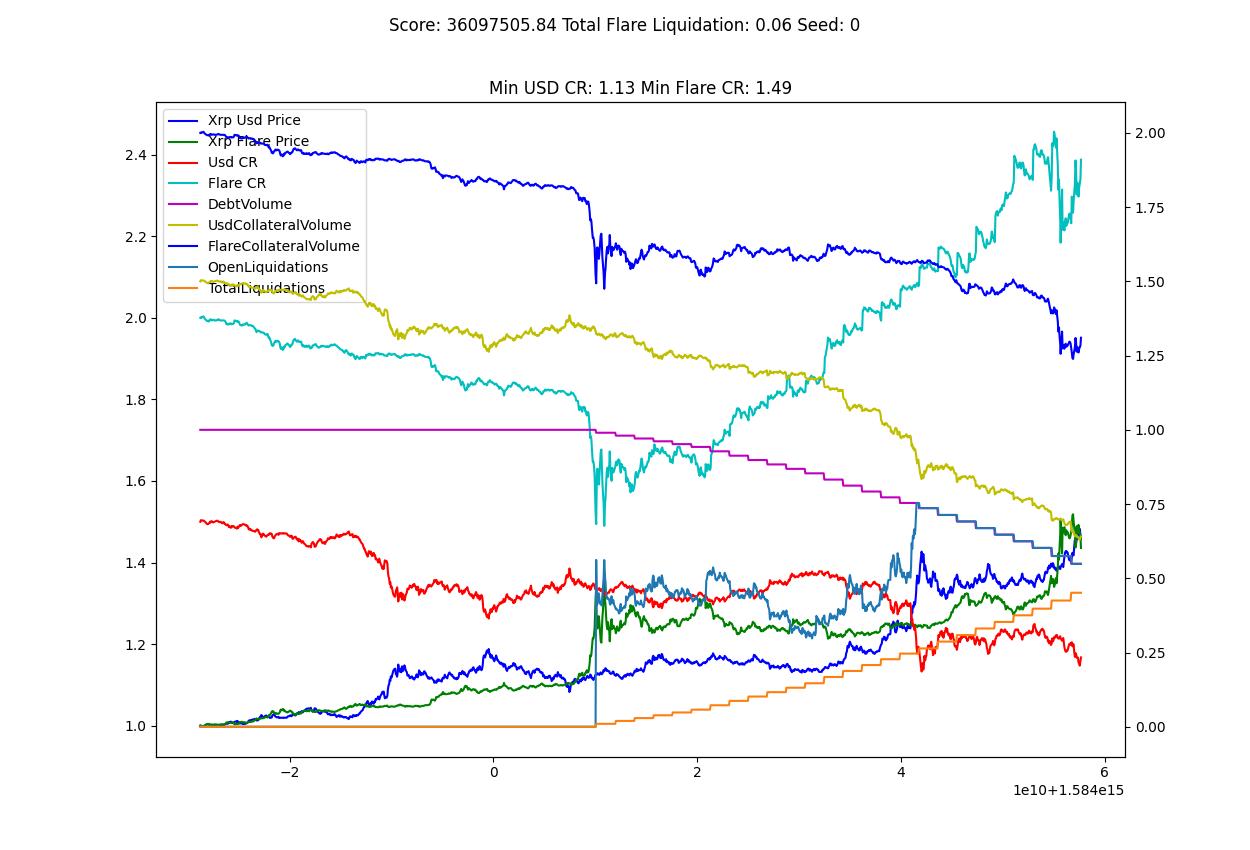 Score: 36097505.84 Total Flare Liquidation: 0.06 Seed: 0
Min USD CR: 1.13 Min Flare CR: 1.49
Xrp Usd Price
Xrp Flare Price
Usd CR
Flare CR
DebtVolume
UsdCollateralVolume
FlareCollateralVolume
OpenLiquidations
TotalLiquidations
2.4
2.2
2.0
1.8
1.6
1.4
1.2
1.0
2.00
1.75
1.50
1.25
1.00
0.75
0.50
0.25
0.00
−2 0 2 4 6
1e10+1.584e15